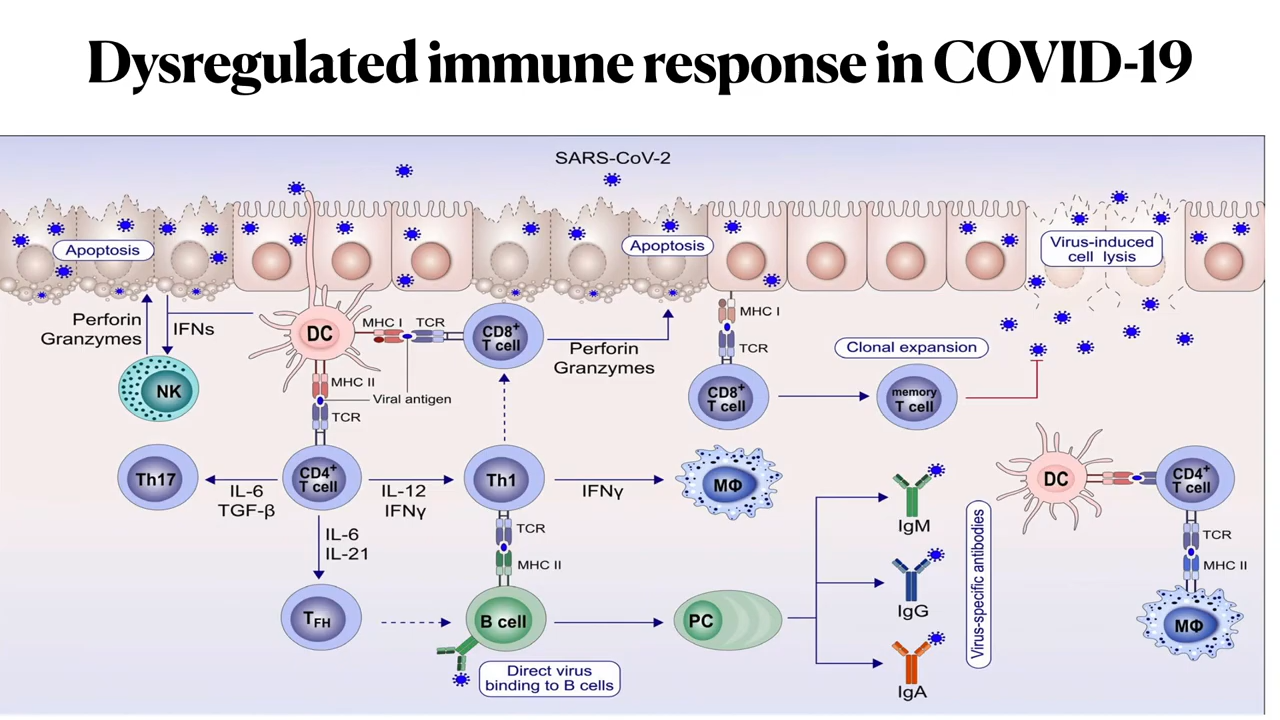 Dysregulated immune response in COVID-19
SARS-CoV-2
Apoptosis
Apoptosis
Virus-induced
cell lysis
Perforin
Granzymes
IFNs
DC
MHC I
TCR
CD8+
T cell
Perforin
Granzymes
MHC I
TCR
Clonal expansion
NK
MHC II
Viral antigen
TCR
CD8+
T cell
memory
T cell
Th17
IL-6
TGF-β
CD4+
T cell
IL-12
IFNγ
Th1
IFNγ
MΦ
IgM
DC
CD4+
T cell
IL-6
IL-21
TCR
MHC II
IgG
Virus-specific antibodies
TCR
MHC II
TFH
B cell
PC
MΦ
Direct virus
binding to B cells
IgA